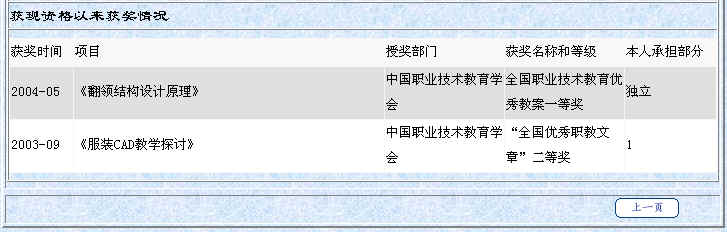 获现资格以来获奖情况
获奖时间 项目 授奖部门 获奖名称和等级 本人承担部分
2004-05 《翻领结构设计原理》 中国职业技术教育学会 全国职业技术教育优秀教案一等奖 独立
2003-09 《服装CAD教学探讨》 中国职业技术教育学会 “全国优秀职教文章”二等奖 1
上一页